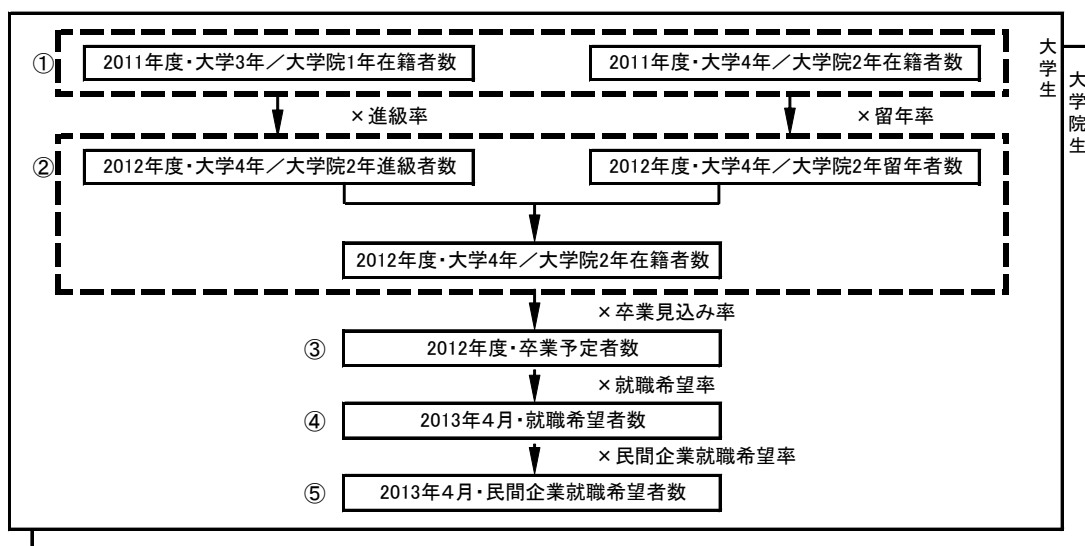 ① 2011年度・大学3年／大学院1年在籍者数 2011年度・大学4年／大学院2年在籍者数
×進級率 ×留年率
② 2012年度・大学4年／大学院2年進級者数 2012年度・大学4年／大学院2年留年者数
2012年度・大学4年／大学院2年在籍者数
×卒業見込み率
③ 2012年度・卒業予定者数
×就職希望率
④ 2013年４月・就職希望者数
×民間企業就職希望率
⑤ 2013年４月・民間企業就職希望者数
大学生
大学院生